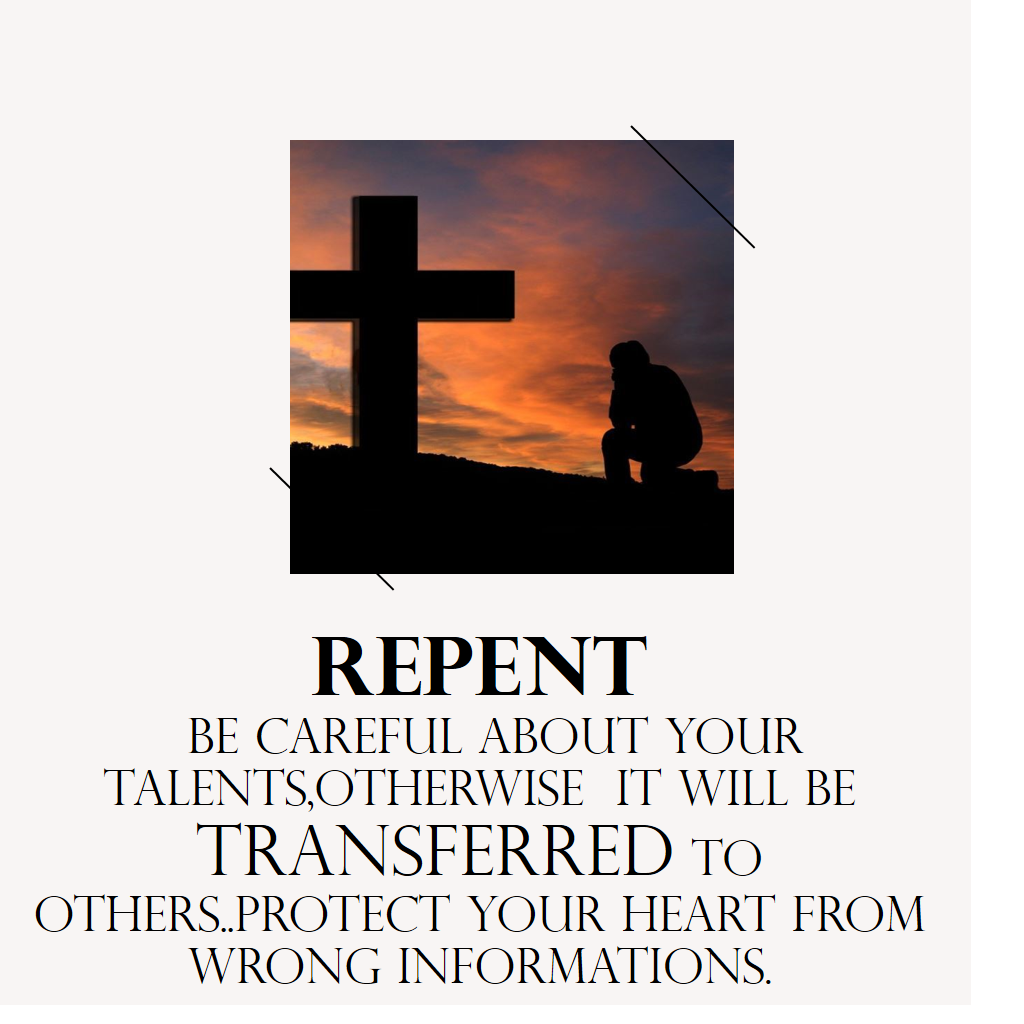 REPENT
BE CAREFUL ABOUT YOUR
TALENTS,OTHERWISE IT WILL BE
TRANSFERRED TO
OTHERS..PROTECT YOUR HEART FROM
WRONG INFORMATIONS.